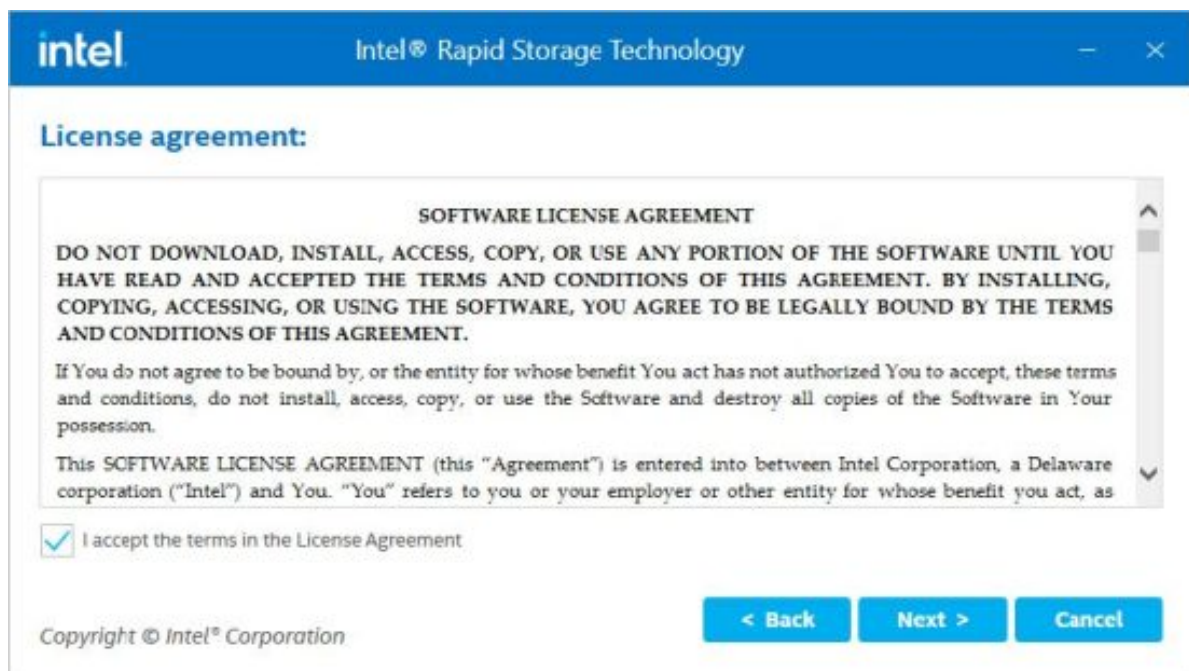 intel
Intel® Rapid Storage Technology
License agreement:
SOFTWARE LICENSE AGREEMENT
DO NOT DOWNLOAD, INSTALL, ACCESS, COPY, OR USE ANY PORTION OF THE SOFTWARE UNTIL YOU
HAVE READ AND ACCEPTED THE TERMS AND CONDITIONS OF THIS AGREEMENT. BY INSTALLING,
COPYING, ACCESSING, OR USING THE SOFTWARE, YOU AGREE TO BE LEGALLY BOUND BY THE TERMS
AND CONDITIONS OF THIS AGREEMENT.
If You do not agree to be bound by, or the entity for whose benefit You act has not authorized You to accept, these terms
and conditions, do not install, access, copy, or use the Software and destroy all copies of the Software in Your
possession.
This SOFTWARE LICENSE AGREEMENT (this “Agreement”) is entered into between Intel Corporation, a Delaware
corporation (“Intel”) and You. “You” refers to you or your employer or other entity for whose benefit you act, as
I accept the terms in the License Agreement
< Back
Next >
Cancel
Copyright © Intel® Corporation